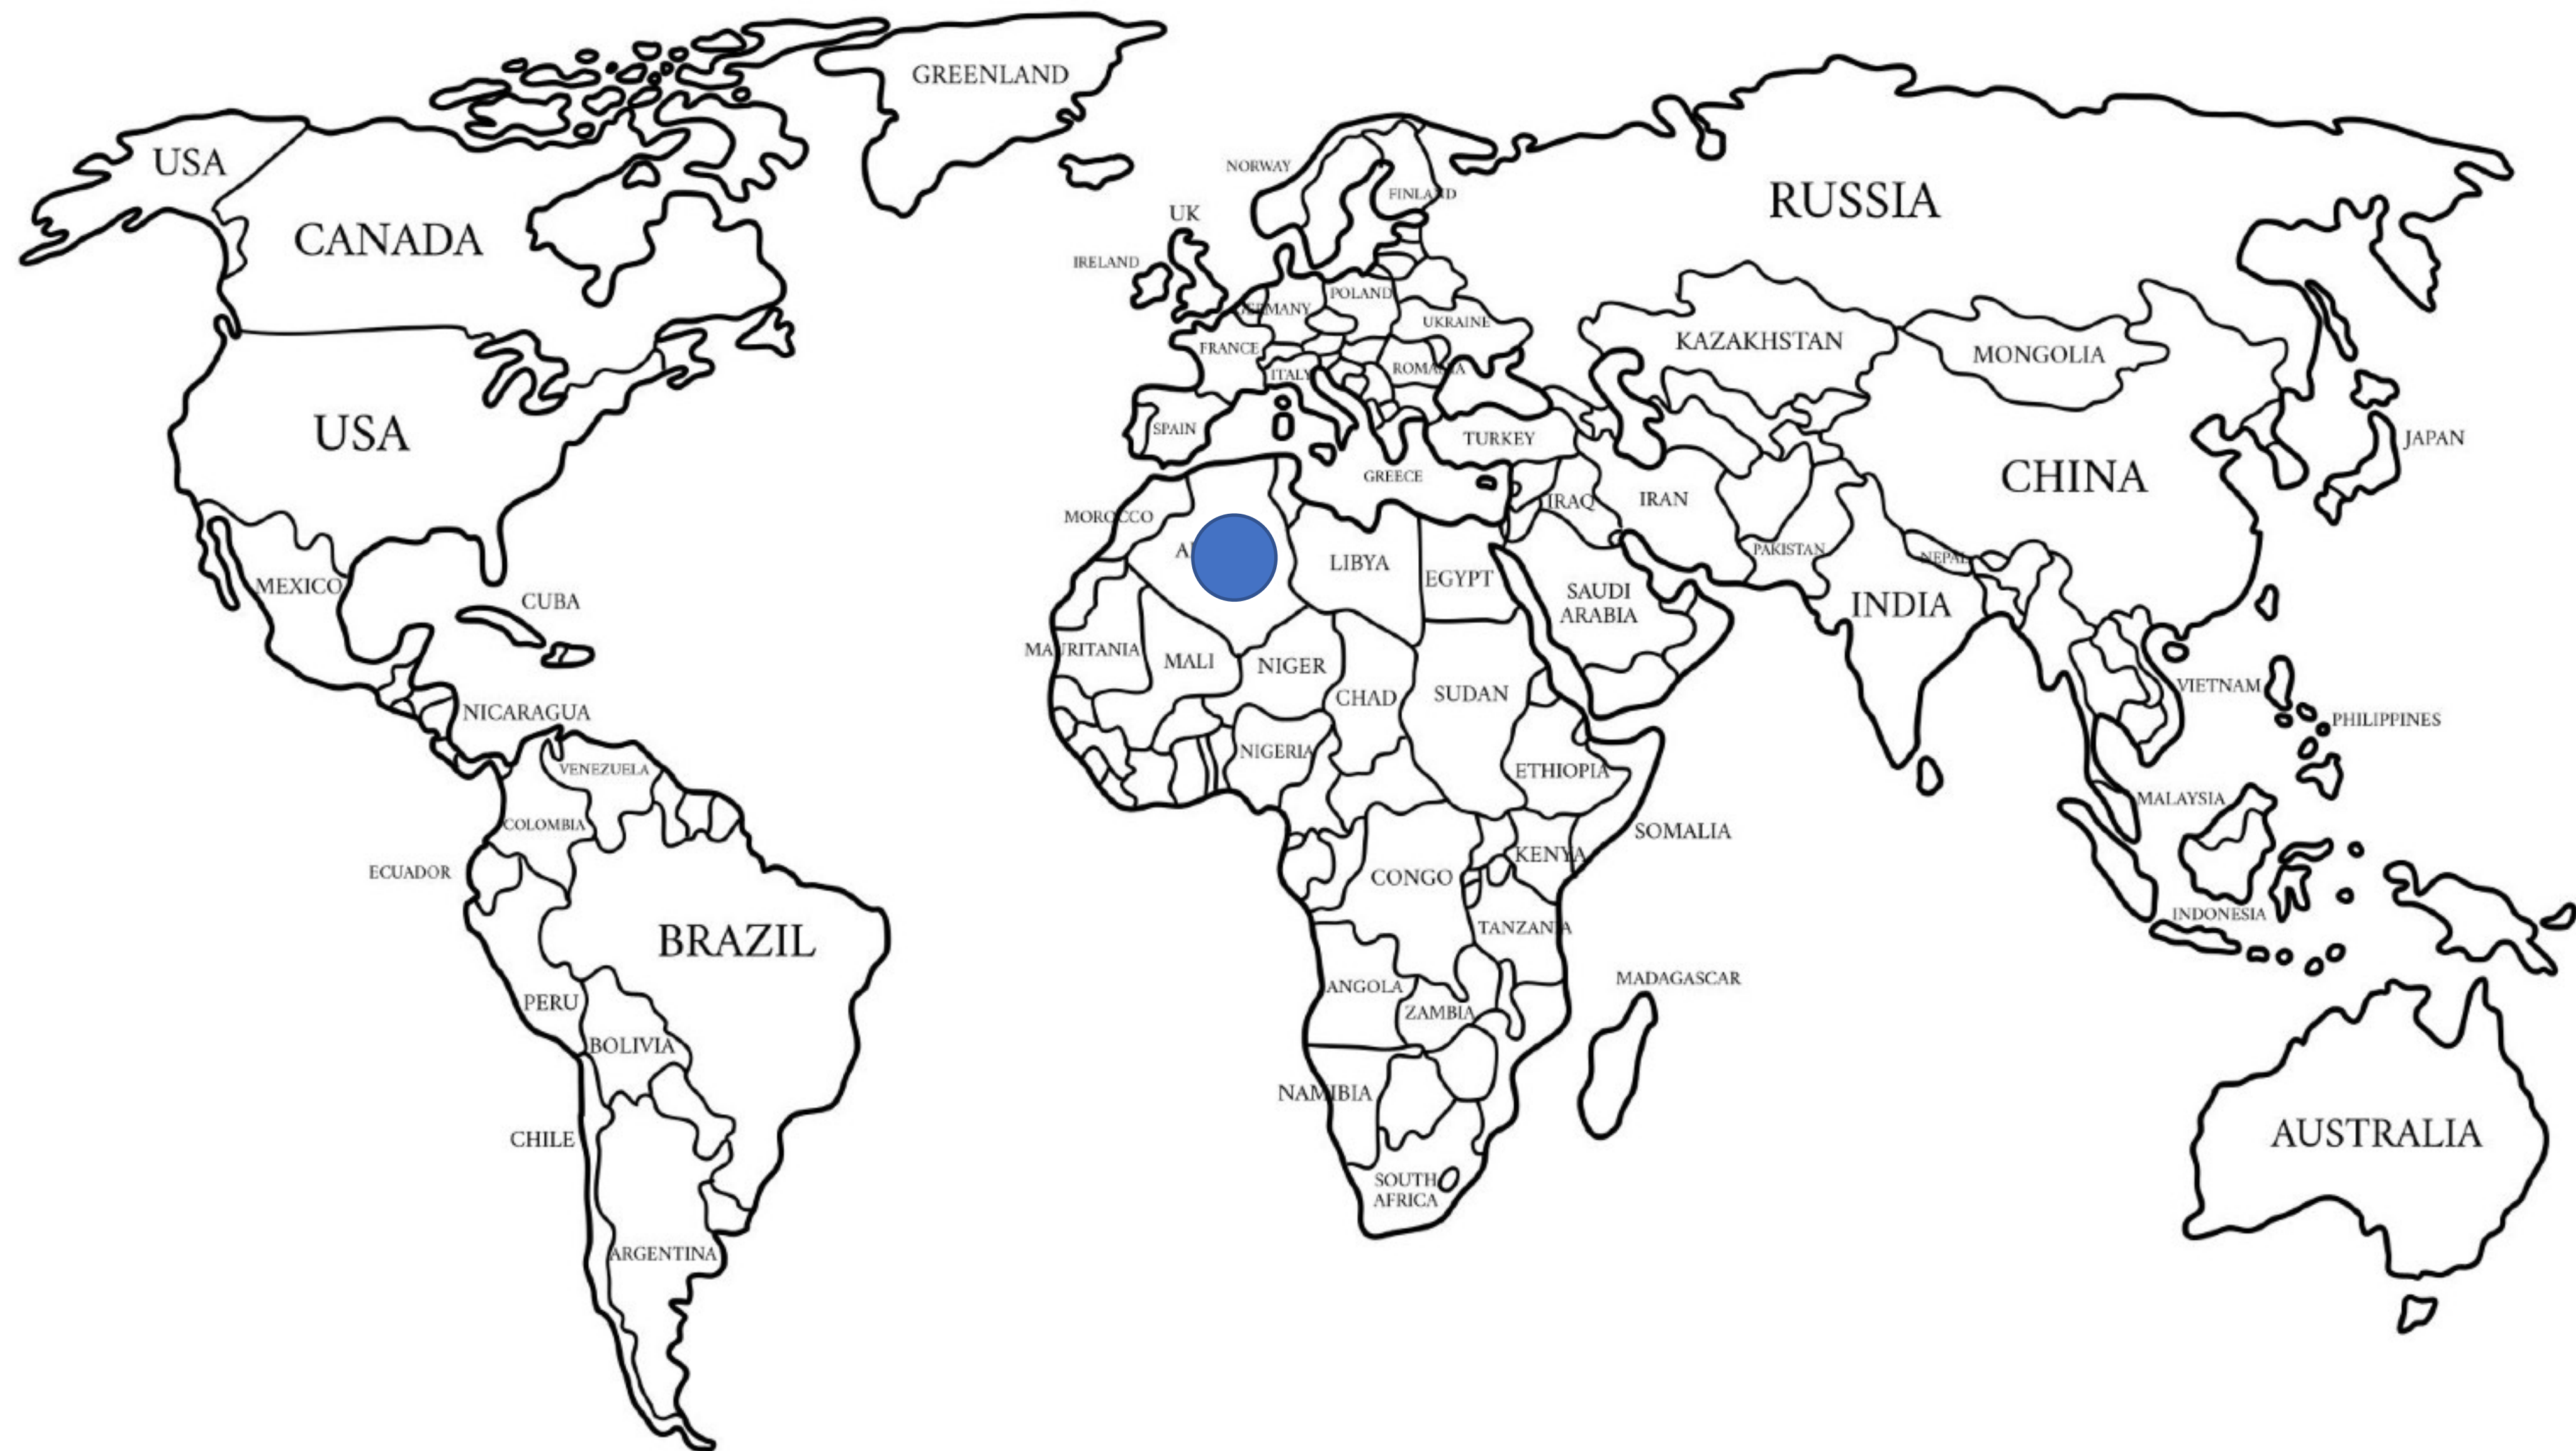 GREENLAND
USA
CANADA
NORWAY
FINLAND
RUSSIA
UK
IRELAND
GERMANY
POLAND
UKRAINE
FRANCE
ITALY
ROMANIA
KAZAKHSTAN
MONGOLIA
USA
SPAIN
TURKEY
GREECE
CHINA
JAPAN
MOROCCO
IRAQ
IRAN
LIBYA
EGYPT
SAUDI
ARABIA
PAKISTAN
NEPAL
INDIA
MEXICO
CUBA
MAURITANIA
MALI
NIGER
CHAD
SUDAN
VIETNAM
PHILIPPINES
NICARAGUA
NIGERIA
ETHIOPIA
VENEZUELA
COLOMBIA
SOMALIA
MALAYSIA
ECUADOR
KENYA
CONGO
INDONESIA
BRAZIL
TANZANIA
PERU
ANGOLA
ZAMBIA
MADAGASCAR
BOLIVIA
NAMIBIA
CHILE
AUSTRALIA
SOUTH
AFRICA
ARGENTINA